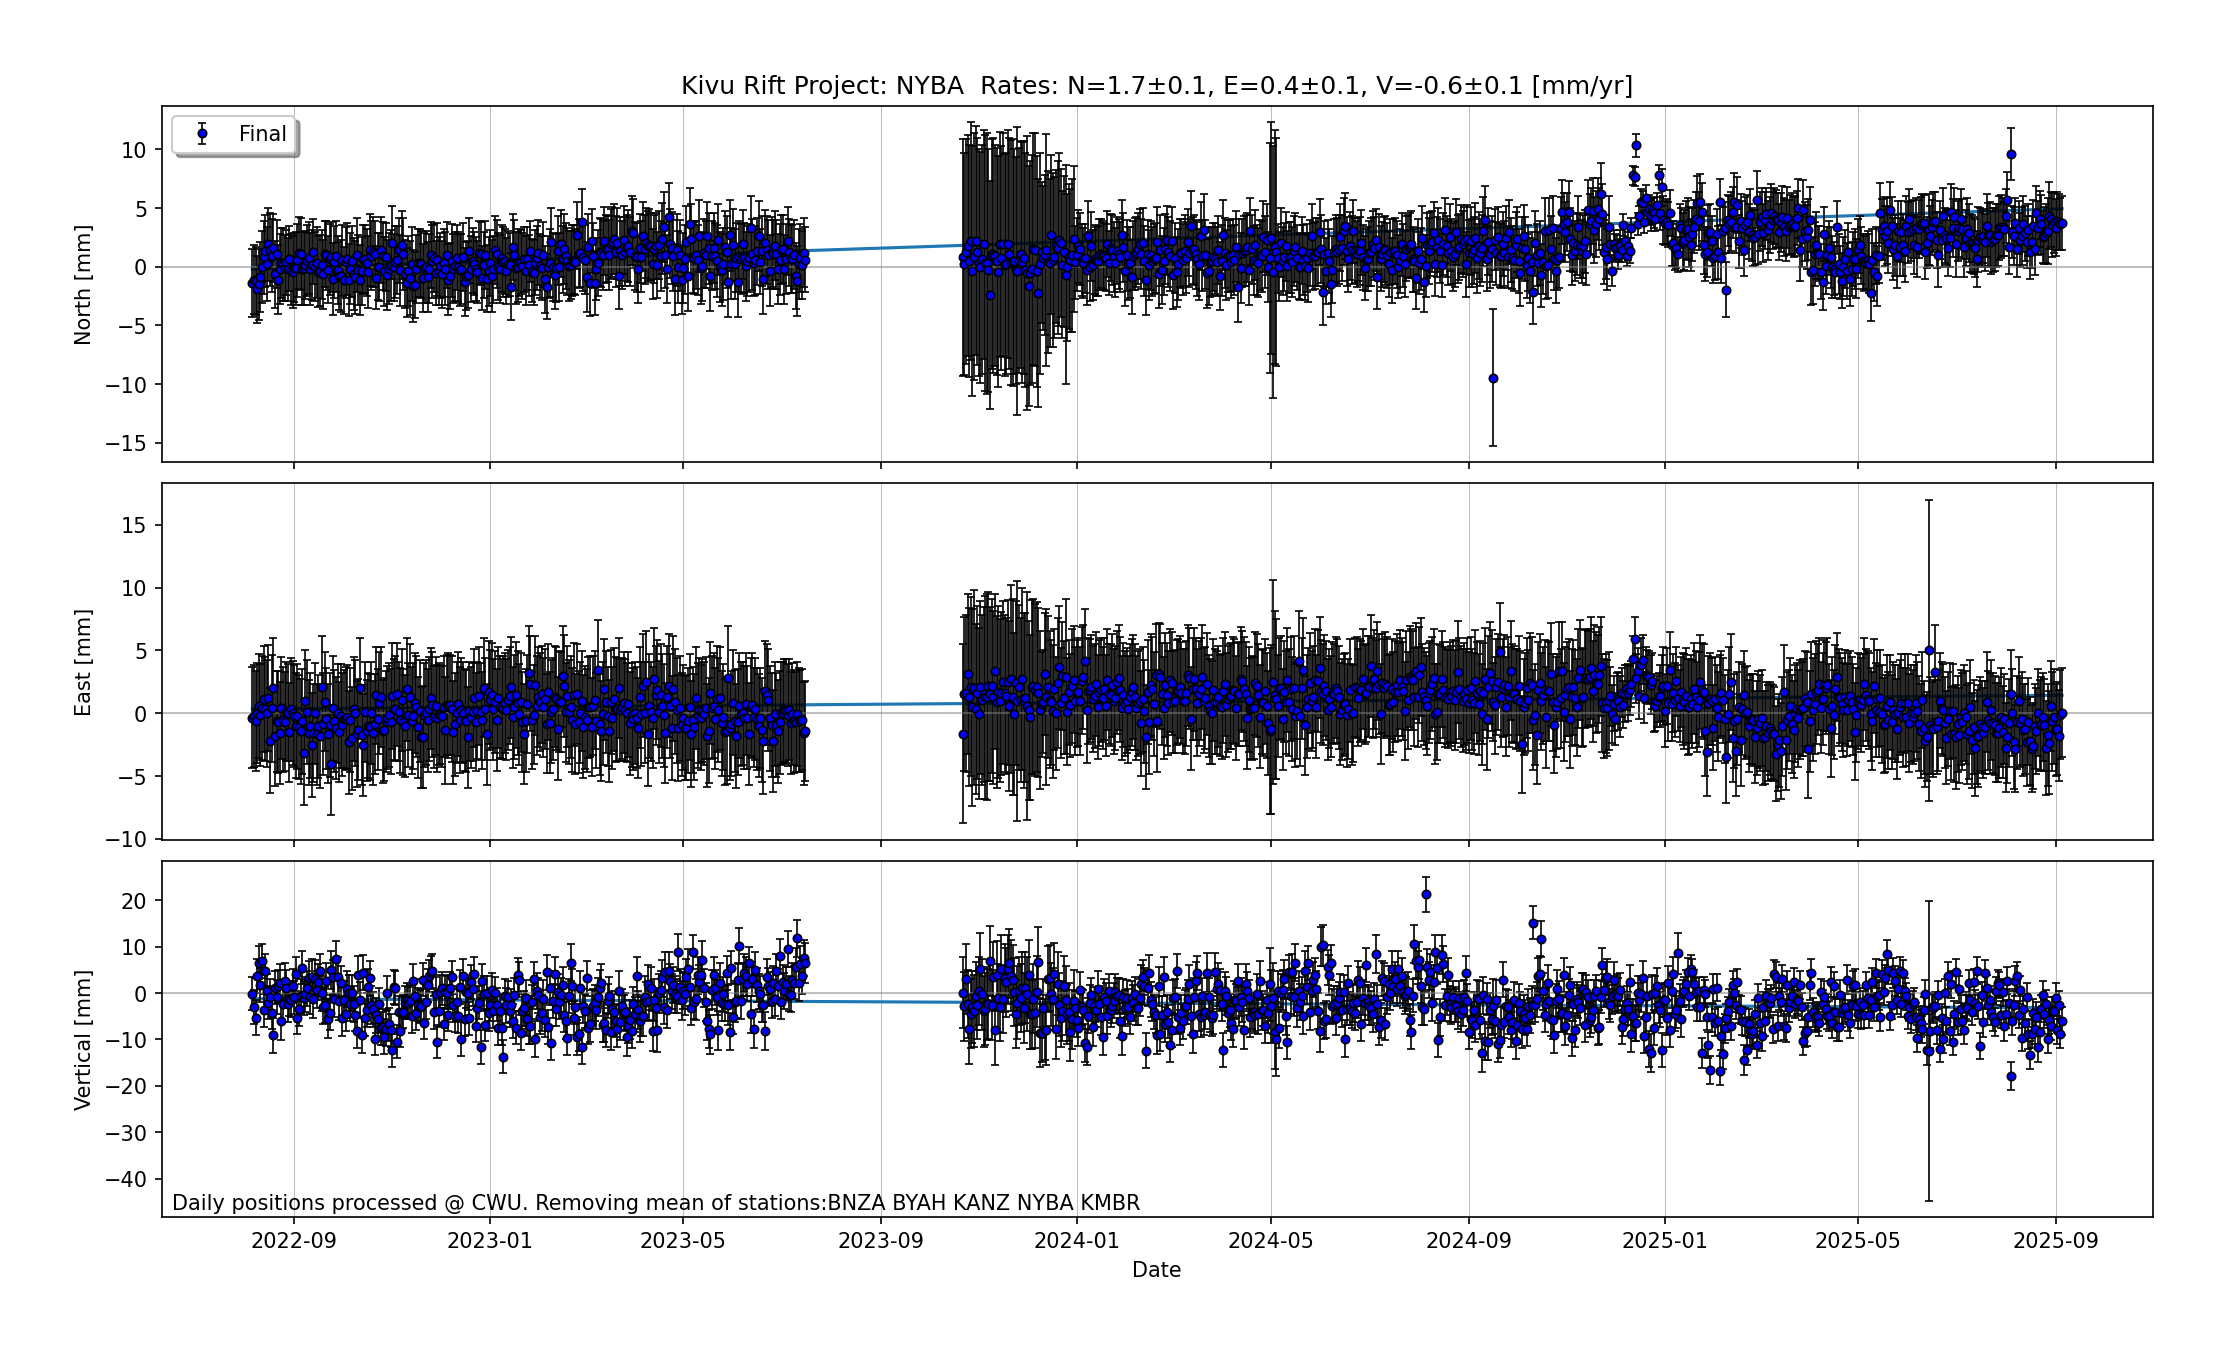 Kivu Rift Project: NYBA  Rates: N=1.7±0.1, E=0.4±0.1, V=-0.6±0.1 [mm/yr]
Final
North [mm]
10
5
0
−5
−10
−15
East [mm]
15
10
5
0
−5
−10
Vertical [mm]
20
10
0
−10
−20
−30
−40
Daily positions processed @ CWU. Removing mean of stations:BNZA BYAH KANZ NYBA KMBR
2022-09 2023-01 2023-05 2023-09 2024-01 2024-05 2024-09 2025-01 2025-05 2025-09
Date